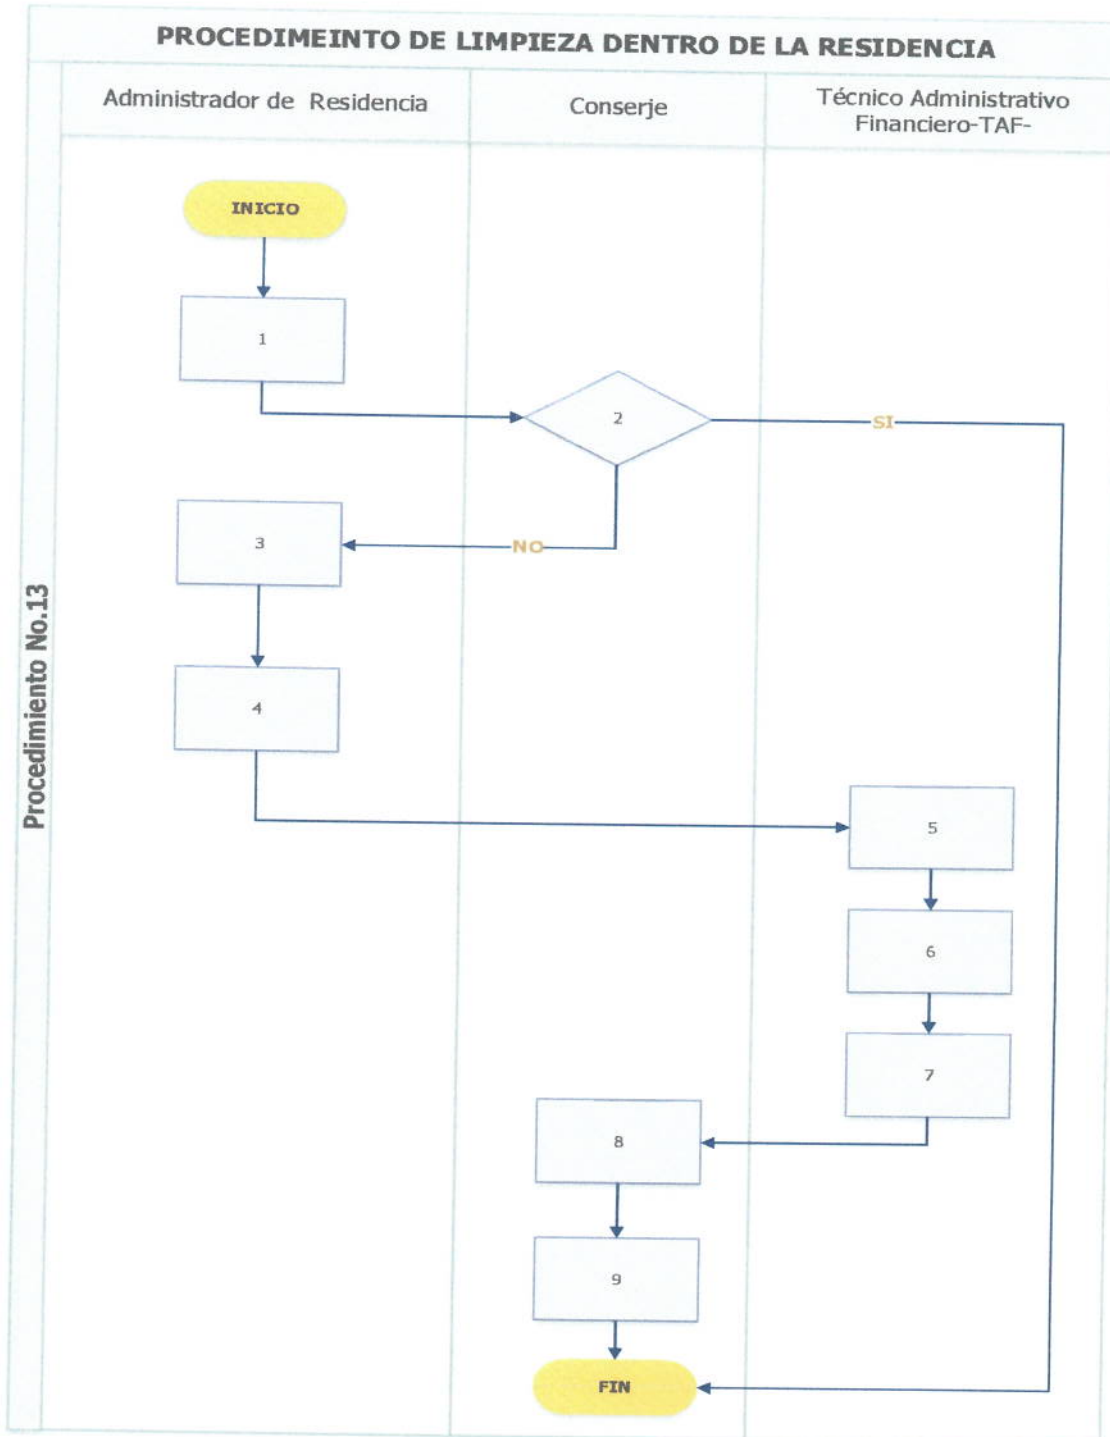 PROCEDIMEINTO DE LIMPIEZA DENTRO DE LA RESIDENCIA
Procedimiento No.13
Administrador de Residencia
Conserje
Técnico Administrativo
Financiero-TAF-
INICIO
1
2
SI
3
NO
4
5
6
7
8
9
FIN